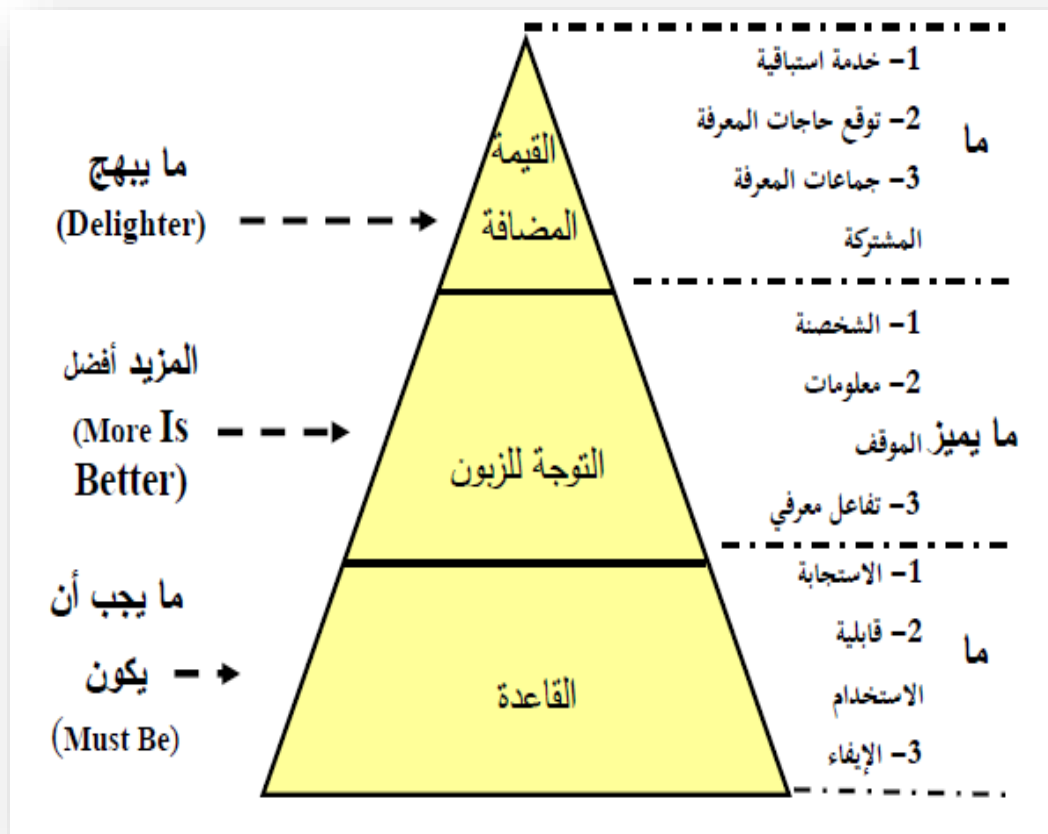 1- خدمة استباقية
2- توقع حاجات المعرفة
3- جماعات المعرفة
المشتركة
ما
القيمة
المضافة
ما يبهج
(Delighter)
1- الشخصنة
2- معلومات
الموقف
3- تفاعل معرفي
ما يميز
التوجة للزبون
المزيد أفضل
(More Is
Better)
1- الاستجابة
2- قابلية
الاستخدام
3- الإيفاء
ما
القاعدة
ما يجب أن
يكون
(Must Be)